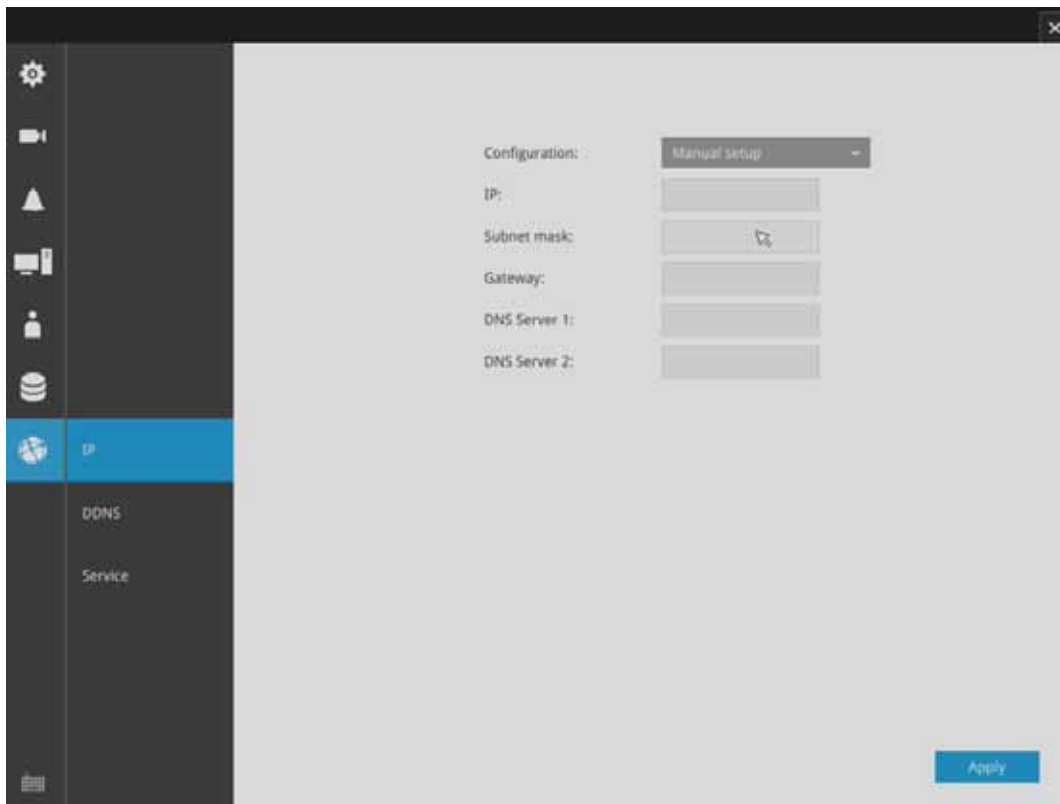 Configuration: Manual setup
IP:
Subnet mask:
Gateway:
DNS Server 1:
DNS Server 2:
IP
DDNS
Service
Apply